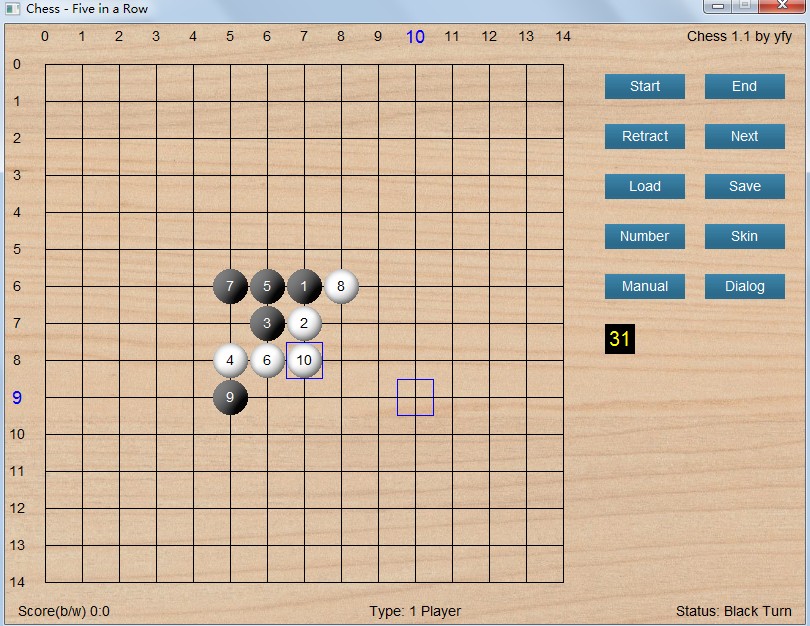 Chess - Five in a Row
0 1 2 3 4 5 6 7 8 9 10 11 12 13 14
Chess 1.1 by yfy
0
1
2
3
4
5
6
7
8
9
10
11
12
13
14
7 5 1 8
3 2
4 6 10
9
Start End
Retract Next
Load Save
Number Skin
Manual Dialog
31
Score(b/w) 0:0
Type: 1 Player
Status: Black Turn